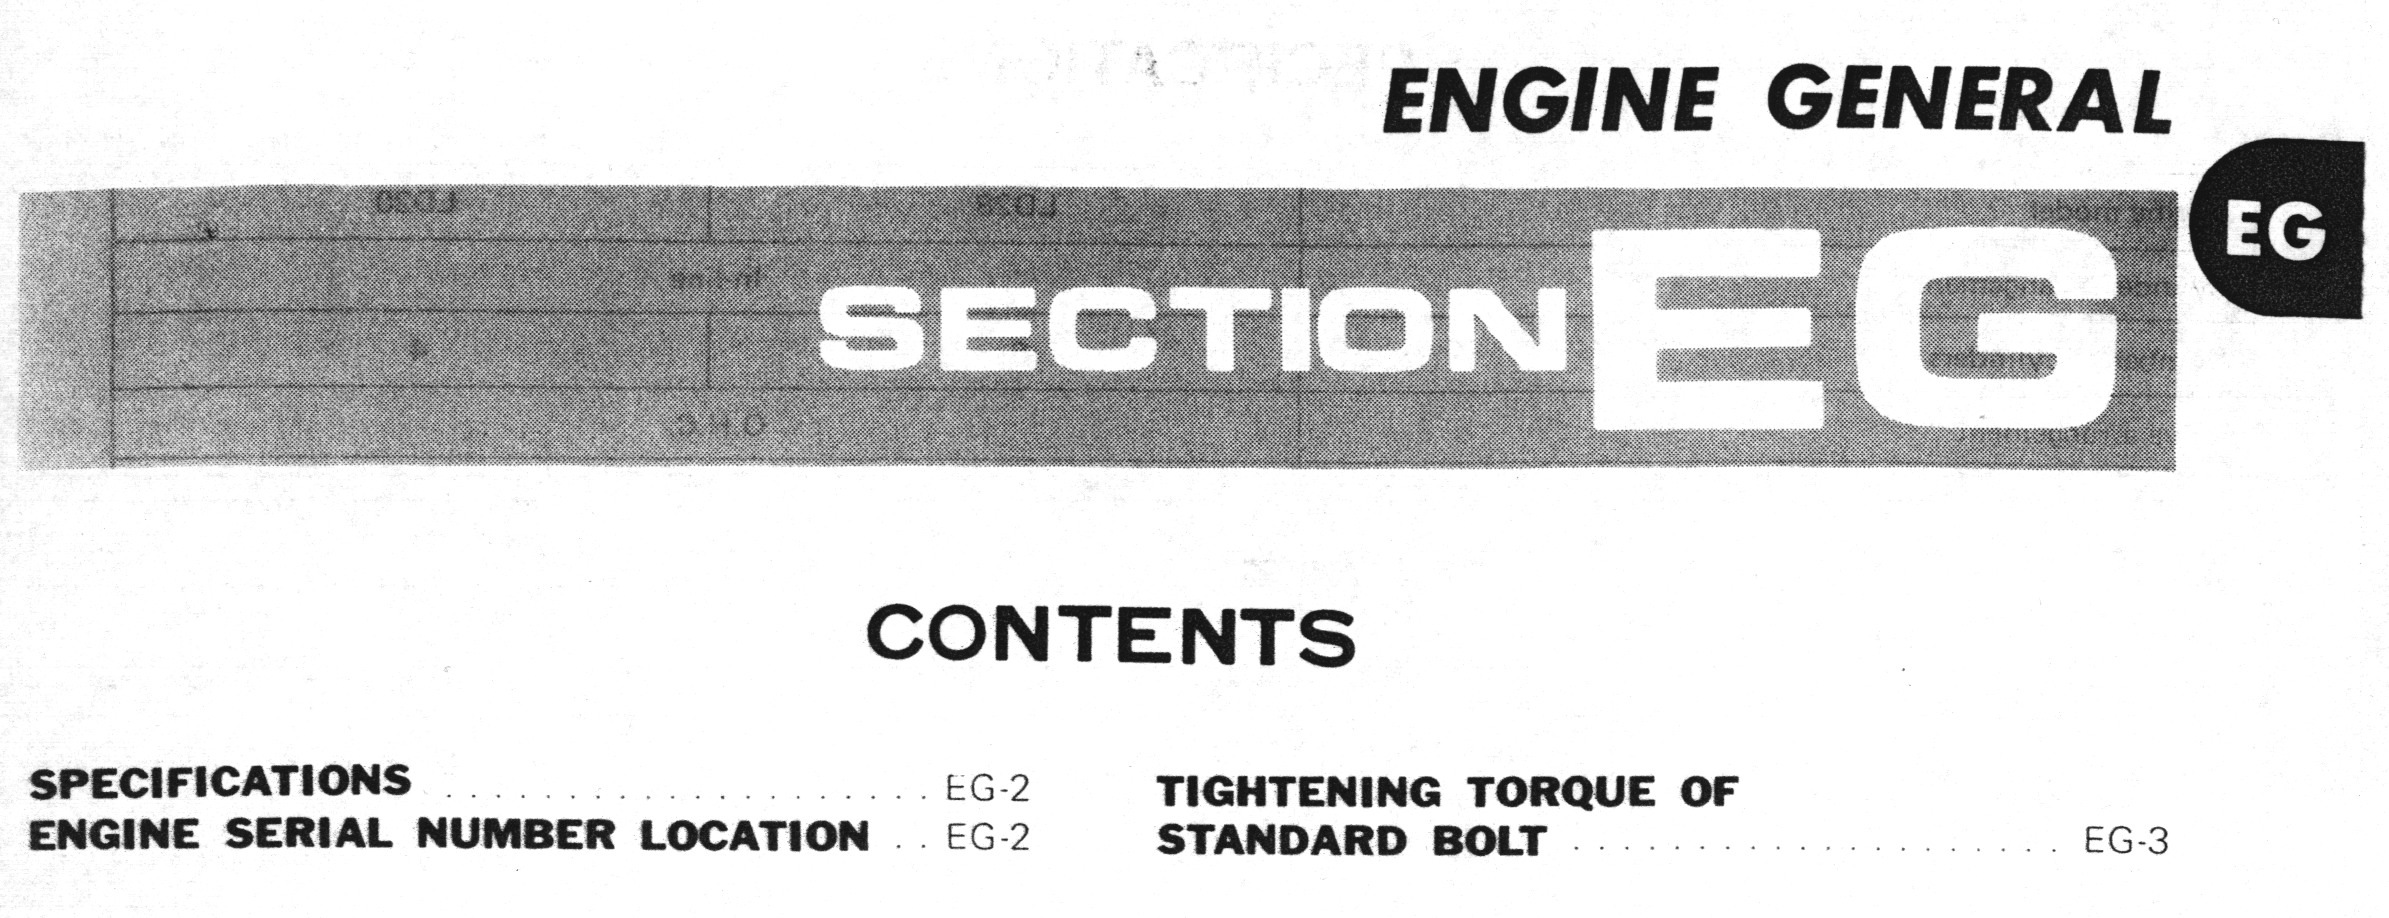 ENGINE GENERAL
EG
SECTION EG
CONTENTS
SPECIFICATIONS . . . . . . . . . . . . . . . . . . . . EG-2
ENGINE SERIAL NUMBER LOCATION . . EG-2
TIGHTENING TORQUE OF
STANDARD BOLT . . . . . . . . . . . . . . . . . . . . EG-3